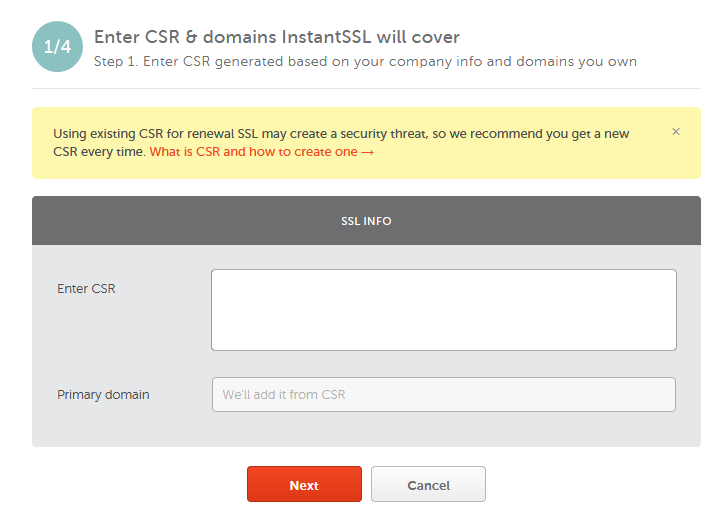 1/4
Enter CSR & domains InstantSSL will cover
Step 1. Enter CSR generated based on your company info and domains you own
Using existing CSR for renewal SSL may create a security threat, so we recommend you get a new
CSR every time. What is CSR and how to create one →
×
SSL INFO
Enter CSR
Primary domain
We'll add it from CSR
Next
Cancel